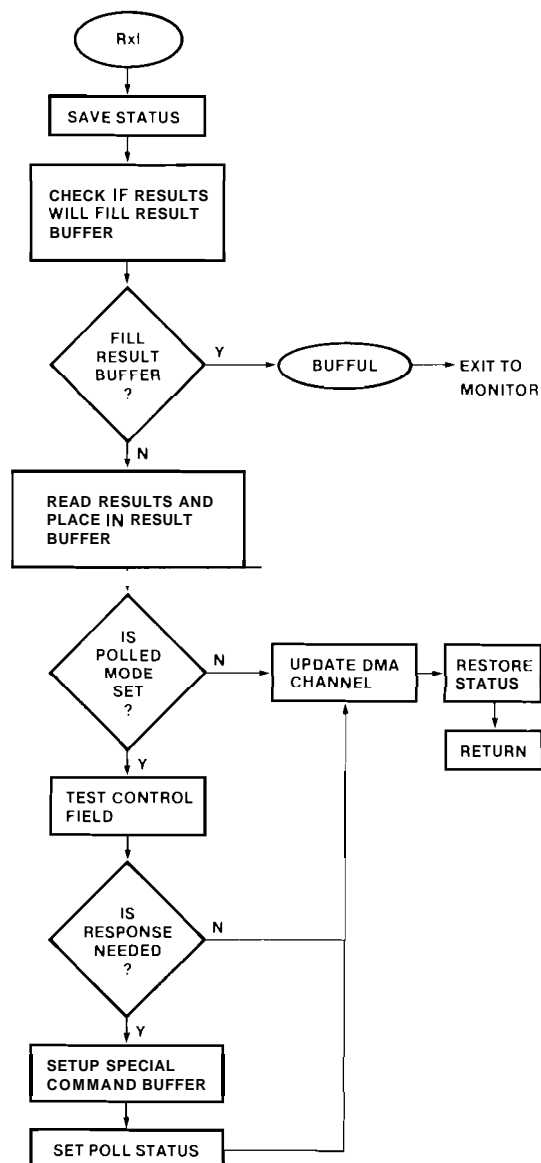 RxI
SAVE STATUS
CHECK IF RESULTS
WILL FILL RESULT
BUFFER
FILL
RESULT
BUFFER
?
Y
BUFFUL
EXIT TO
MONITOR
N
READ RESULTS AND
PLACE IN RESULT
BUFFER
IS
POLLED
MODE
SET
?
N
UPDATE DMA
CHANNEL
RESTORE
STATUS
RETURN
Y
TEST CONTROL
FIELD
IS
RESPONSE
NEEDED
?
N
Y
SETUP SPECIAL
COMMAND BUFFER
SET POLL STATUS